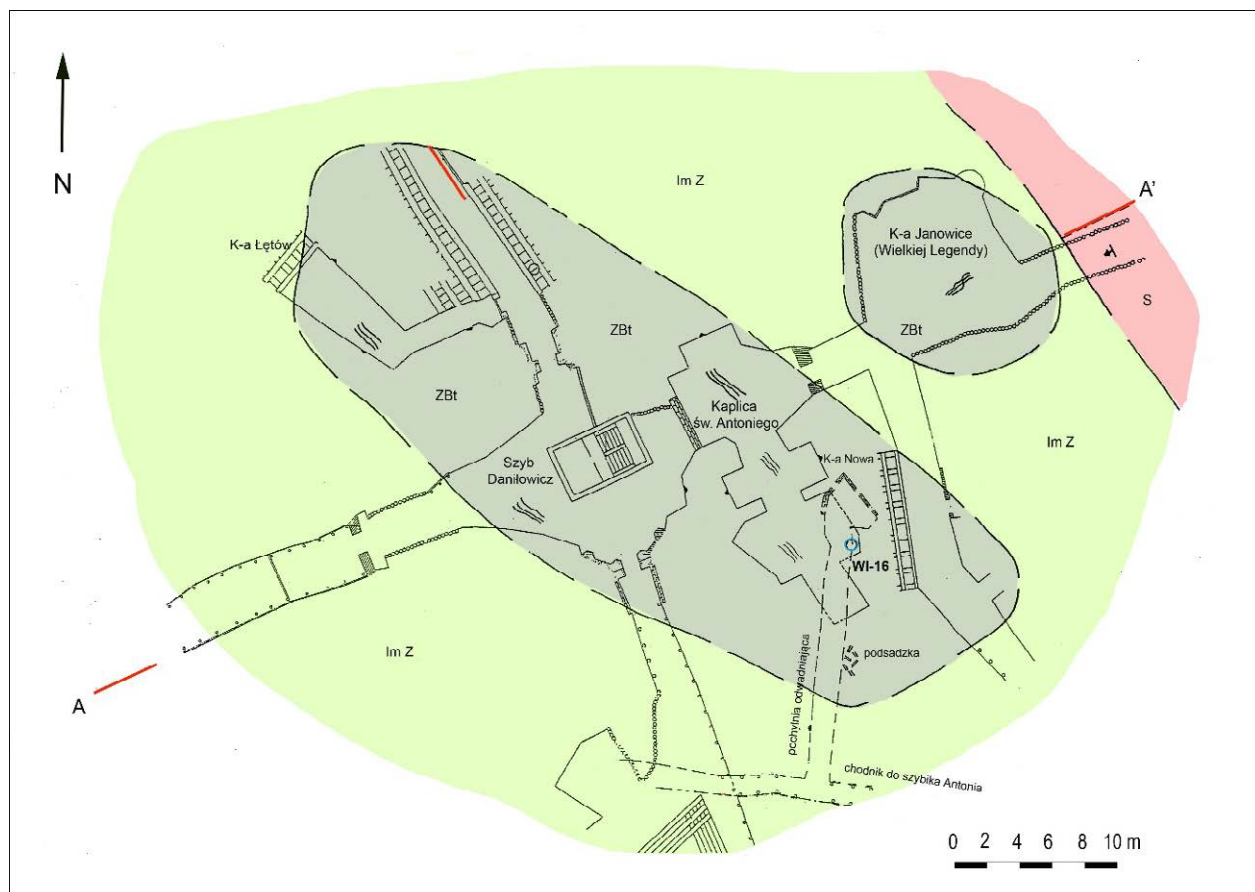 N
Im Z
A'
K-a Janowice
(Wielkiej Legendy)
K-a Łętów
S
ZBt
ZBt
ZBt
Kaplica
św. Antoniego
Im Z
Szyb
Daniłowicz
K-a Nowa
WI-16
Im Z
podsadzka
A
pochylnia odwadniająca
chodnik do szybika Antonia
0 2 4 6 8 10 m